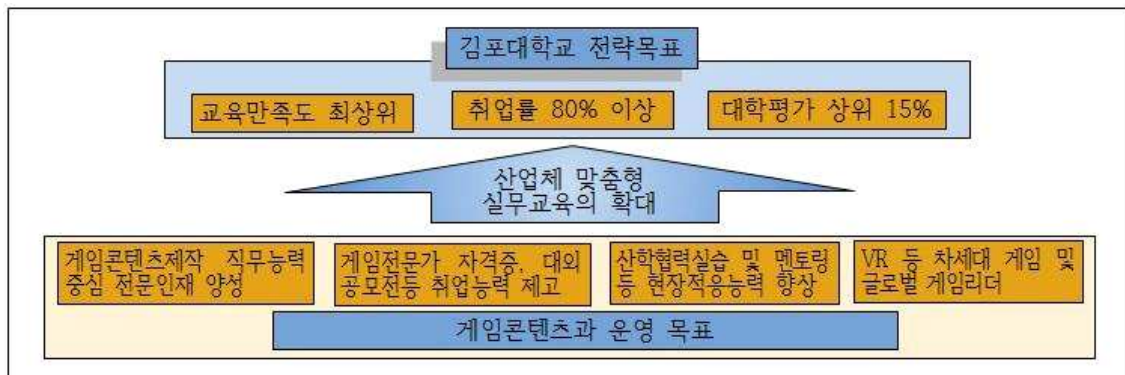 김포대학교 전략목표
교육만족도 최상위
취업률 80% 이상
대학평가 상위 15%
산업체 맞춤형
실무교육의 확대
게임콘텐츠제작 직무능력
중심 전문인재 양성
게임전문가 자격증, 대외
공모전등 취업능력 제고
산학협력실습 및 멘토링
등 현장적응능력 향상
VR 등 차세대 게임 및
글로벌 게임리더
게임콘텐츠과 운영 목표